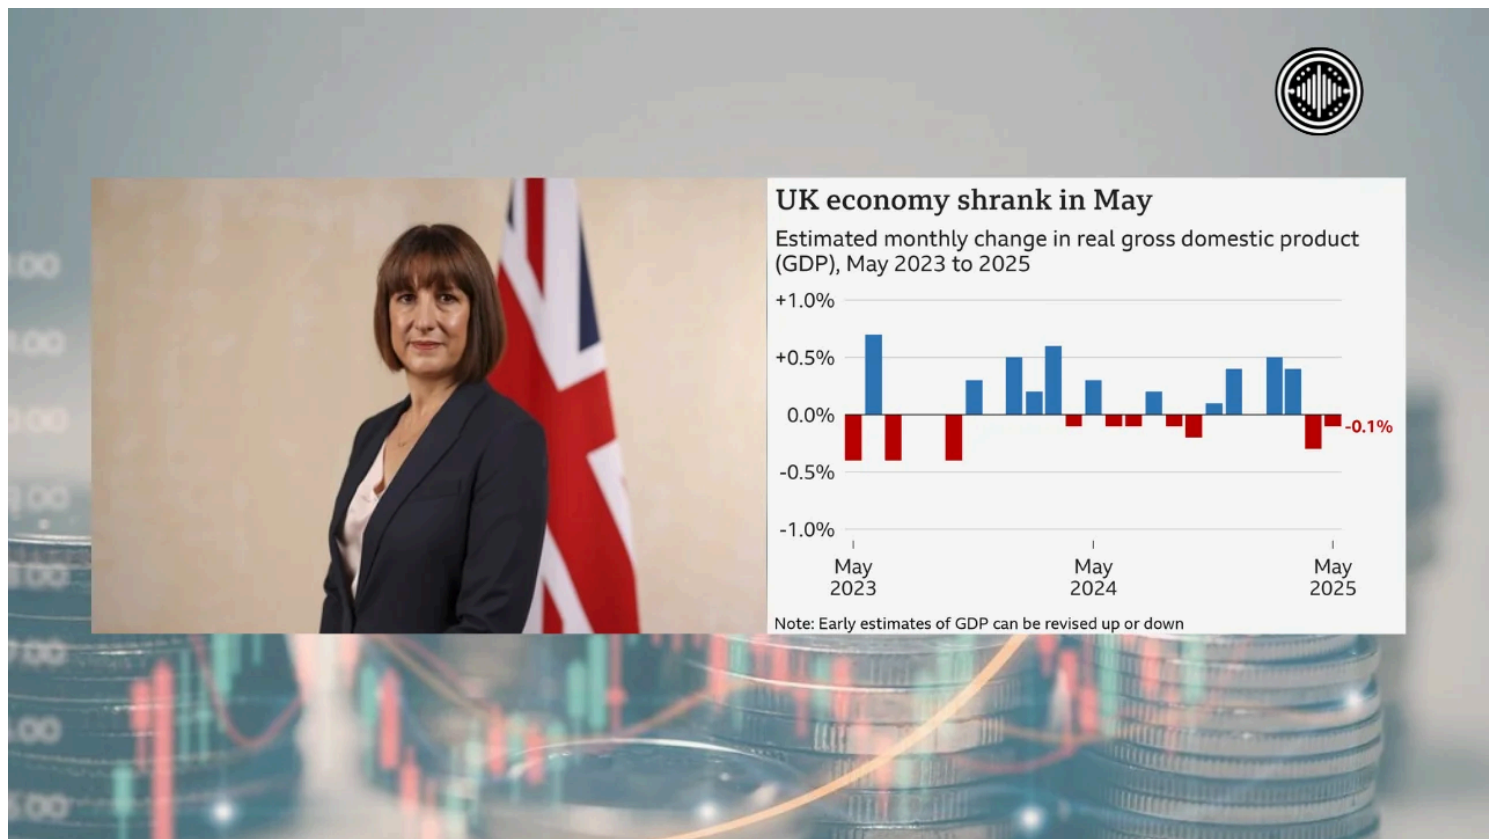 UK economy shrank in May
Estimated monthly change in real gross domestic product
(GDP), May 2023 to 2025
+1.0%
+0.5%
0.0%
-0.5%
-1.0%
-0.1%
May
2023
May
2024
May
2025
Note: Early estimates of GDP can be revised up or down